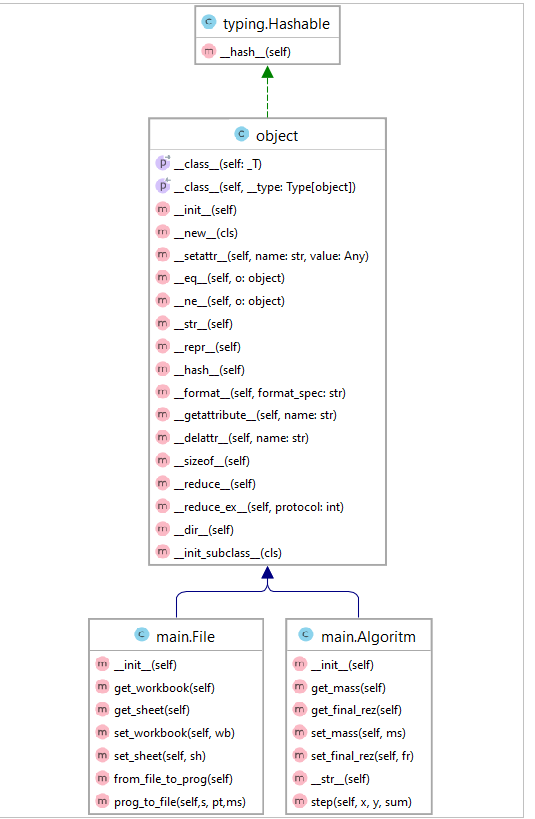 typing.Hashable
__hash__(self)
object
__class__(self: _T)
__class__(self, __type: Type[object])
__init__(self)
__new__(cls)
__setattr__(self, name: str, value: Any)
__eq__(self, o: object)
__ne__(self, o: object)
__str__(self)
__repr__(self)
__hash__(self)
__format__(self, format_spec: str)
__getattribute__(self, name: str)
__delattr__(self, name: str)
__sizeof__(self)
__reduce__(self)
__reduce_ex__(self, protocol: int)
__dir__(self)
__init_subclass__(cls)
main.File
__init__(self)
get_workbook(self)
get_sheet(self)
set_workbook(self, wb)
set_sheet(self, sh)
from_file_to_prog(self)
prog_to_file(self,s, pt,ms)
main.Algoritm
__init__(self)
get_mass(self)
get_final_rez(self)
set_mass(self, ms)
set_final_rez(self, fr)
__str__(self)
step(self, x, y, sum)